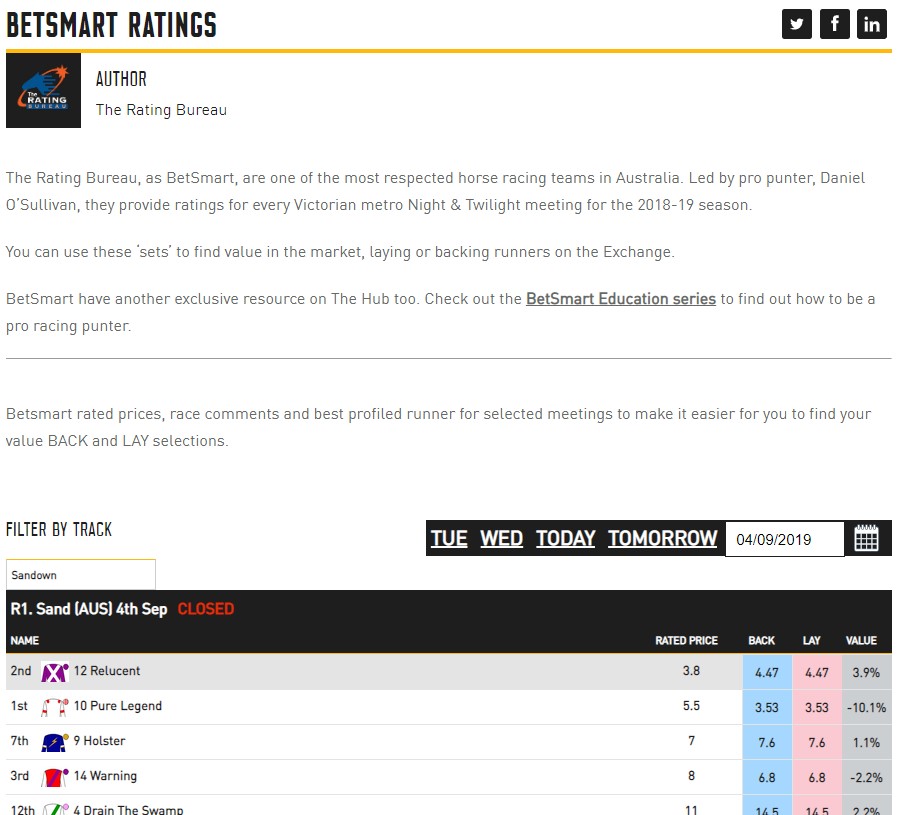 BETSMART RATINGS
The
RATING
BUREAU
AUTHOR
The Rating Bureau
The Rating Bureau, as BetSmart, are one of the most respected horse racing teams in Australia. Led by pro punter, Daniel
O'Sullivan, they provide ratings for every Victorian metro Night & Twilight meeting for the 2018-19 season.
You can use these 'sets' to find value in the market, laying or backing runners on the Exchange.
BetSmart have another exclusive resource on The Hub too. Check out the BetSmart Education series to find out how to be a
pro racing punter.
Betsmart rated prices, race comments and best profiled runner for selected meetings to make it easier for you to find your
value BACK and LAY selections.
FILTER BY TRACK
TUE WED TODAY TOMORROW 04/09/2019
Sandown
R1. Sand (AUS) 4th Sep CLOSED
NAME RATED PRICE BACK LAY VALUE
2nd 12 Relucent 3.8 4.47 4.47 3.9%
1st 10 Pure Legend 5.5 3.53 3.53 -10.1%
7th 9 Holster 7 7.6 7.6 1.1%
3rd 14 Warning 8 6.8 6.8 -2.2%
12th 4 Drain The Swamp 11 14.5 14.5 2.2%